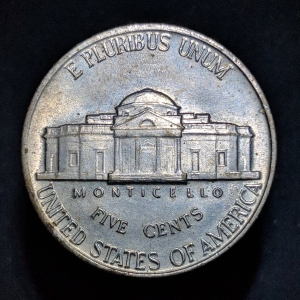 E PLURIBUS UNUM
MONTICELLO
FIVE CENTS
UNITED STATES OF AMERICA